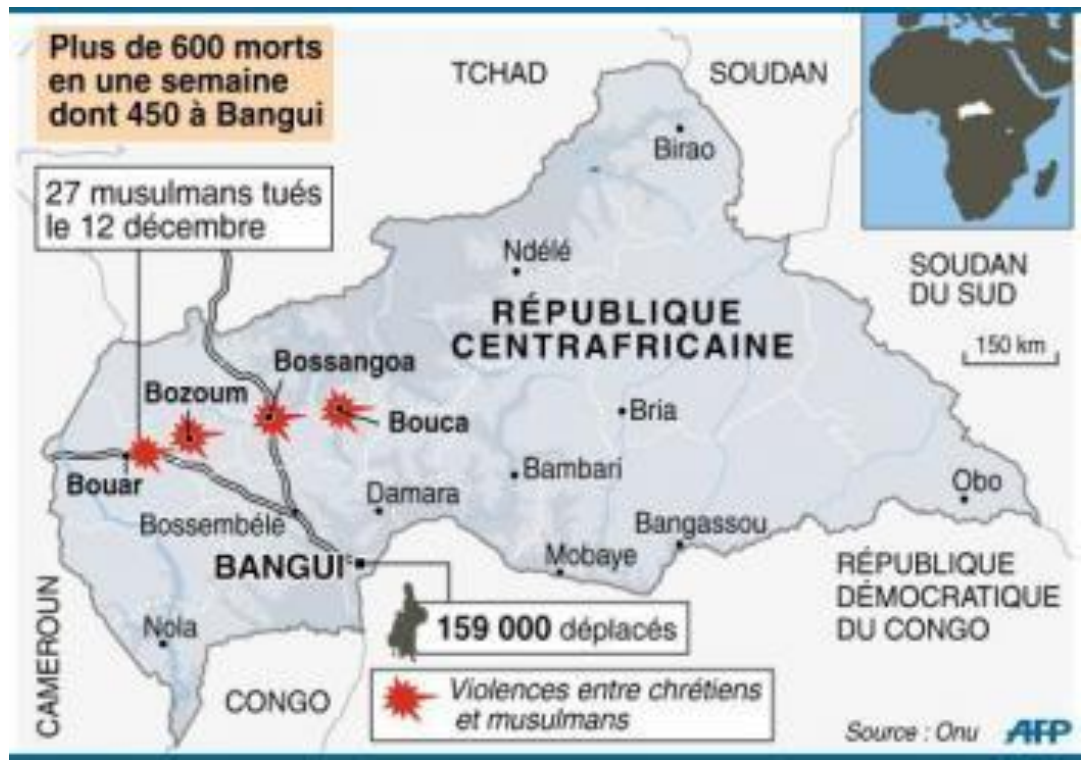 Plus de 600 morts
en une semaine
dont 450 à Bangui
27 musulmans tués
le 12 décembre
TCHAD
SOUDAN
Birao
Ndélé
SOUDAN
DU SUD
RÉPUBLIQUE
CENTRAFRICAINE
150 km
Bossangoa
Bozoum
Bouca
Bria
Bouar
Bambari
Damara
Obo
Bossembélé
Bangassou
BANGUI
Mobaye
RÉPUBLIQUE
DÉMOCRATIQUE
DU CONGO
CAMEROUN
Nola
159 000 déplacés
CONGO
Violences entre chrétiens
et musulmans
Source : Onu AFP